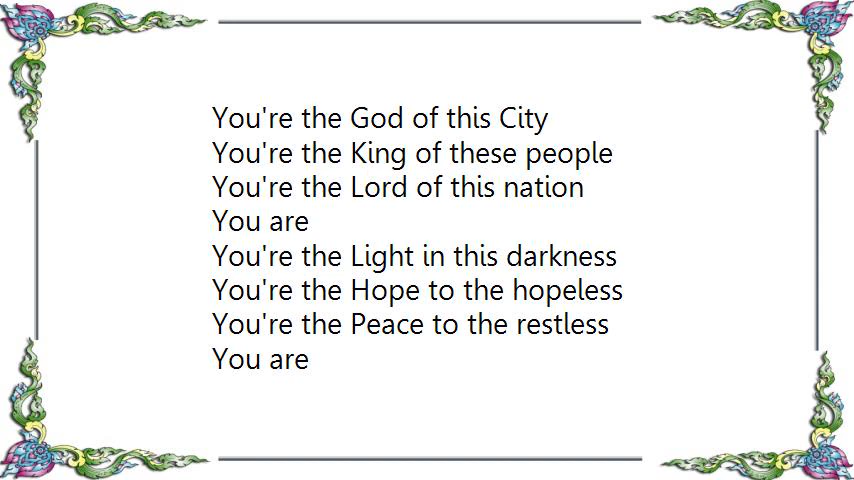 You're the God of this City
You're the King of these people
You're the Lord of this nation
You are
You're the Light in this darkness
You're the Hope to the hopeless
You're the Peace to the restless
You are